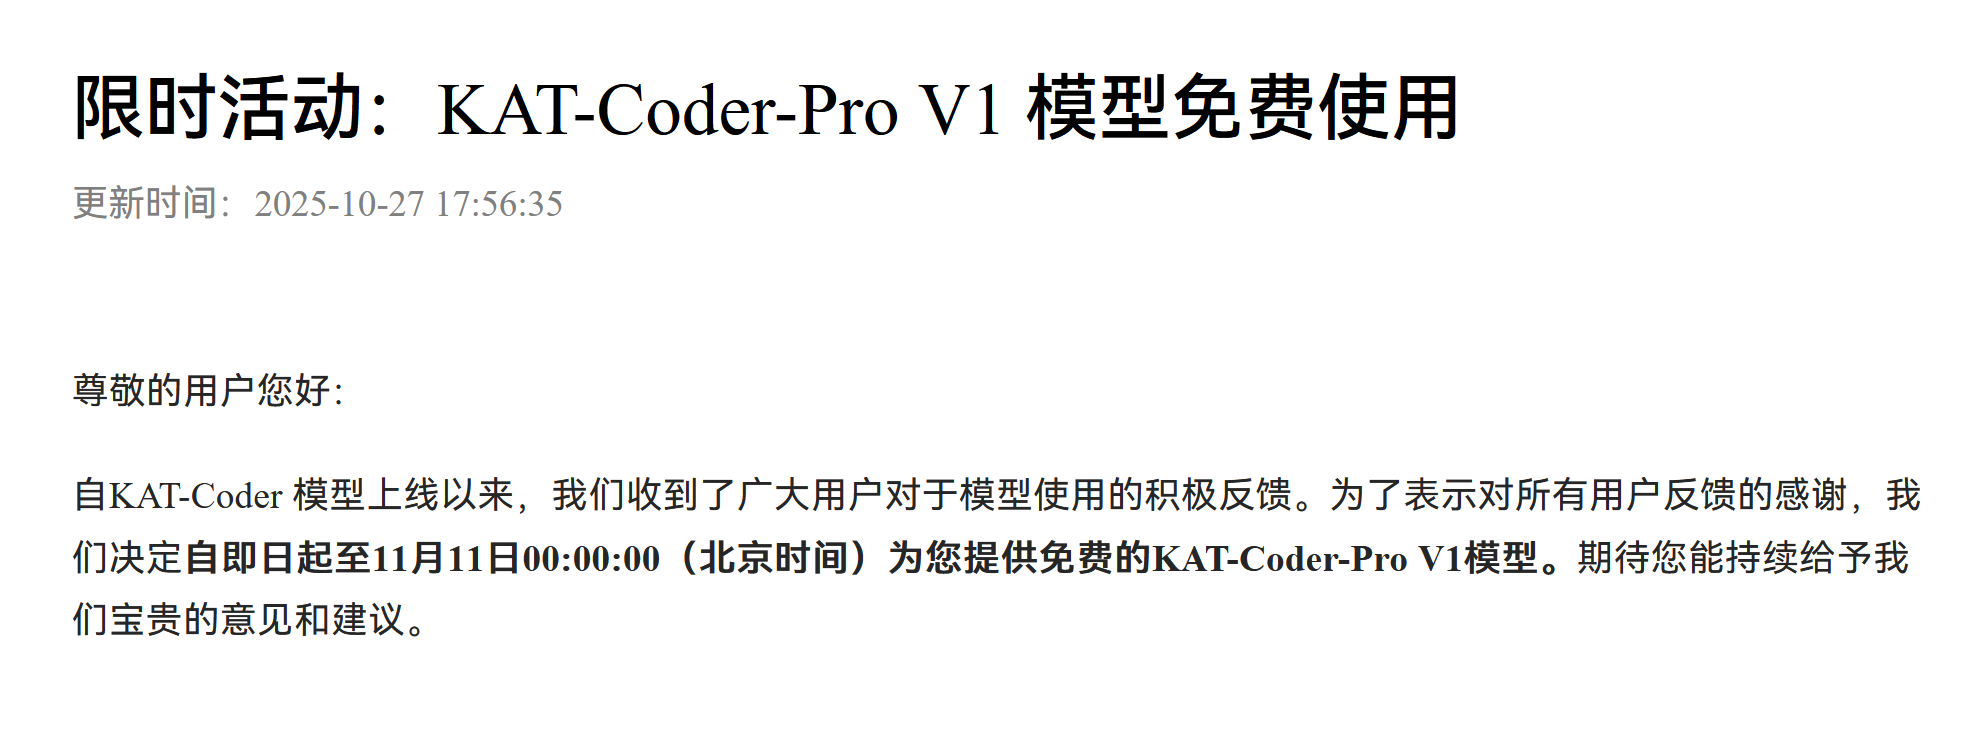 限时活动：KAT-Coder-Pro V1 模型免费使用
更新时间：2025-10-27 17:56:35
尊敬的用户您好：
自KAT-Coder 模型上线以来，我们收到了广大用户对于模型使用的积极反馈。为了表示对所有用户反馈的感谢，我
们决定自即日起至11月11日00:00:00（北京时间）为您提供免费的KAT-Coder-Pro V1模型。期待您能持续给予我
们宝贵的意见和建议。